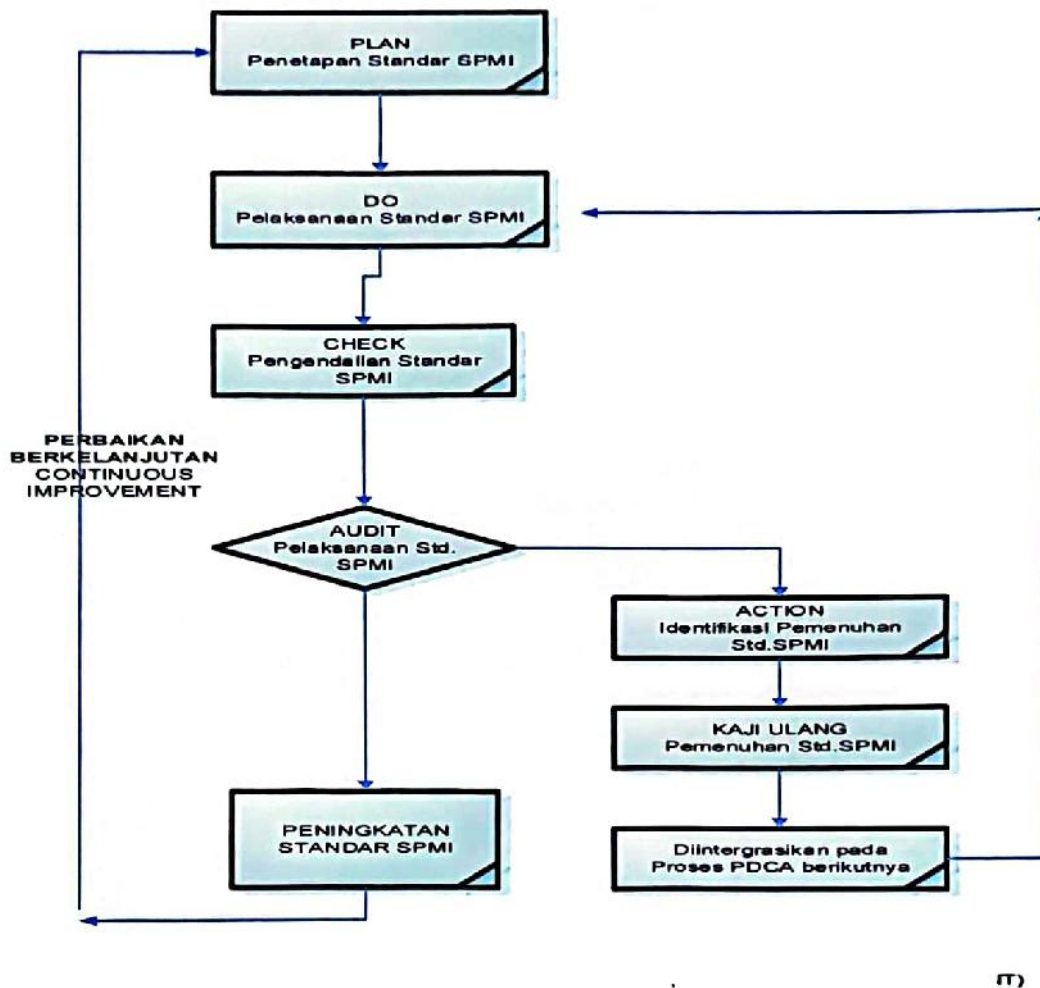 PLAN
Penetapan Standar SPMI
DO
Pelaksanaan Standar SPMI
CHECK
Pengendalian Standar
SPMI
PERBAIKAN
BERKELANJUTAN
CONTINUOUS
IMPROVEMENT
AUDIT
Pelaksanaan Std.
SPMI
ACTION
Identifikasi Pemenuhan
Std.SPMI
KAJI ULANG
Pemenuhan Std.SPMI
PENINGKATAN
STANDAR SPMI
Diintergrasikan pada
Proses PDCA berikutnya
IT)